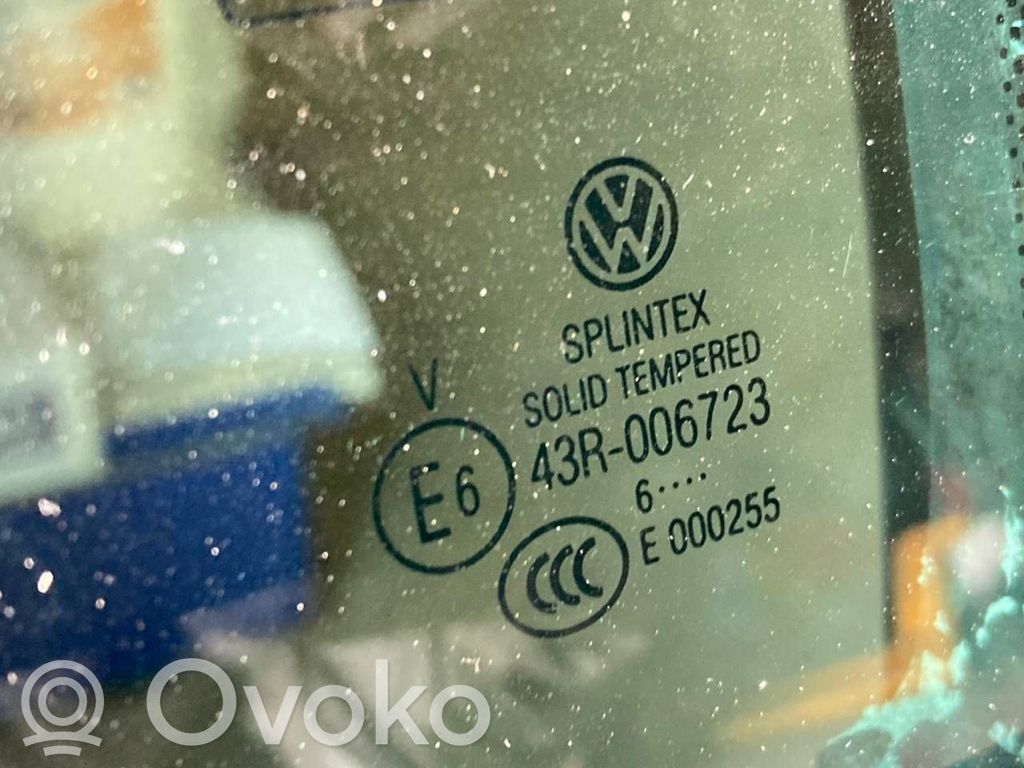 VW
SPLINTEX
SOLID TEMPERED
V
43R-006723
E6
6····
CCC
E 000255
Ovoko